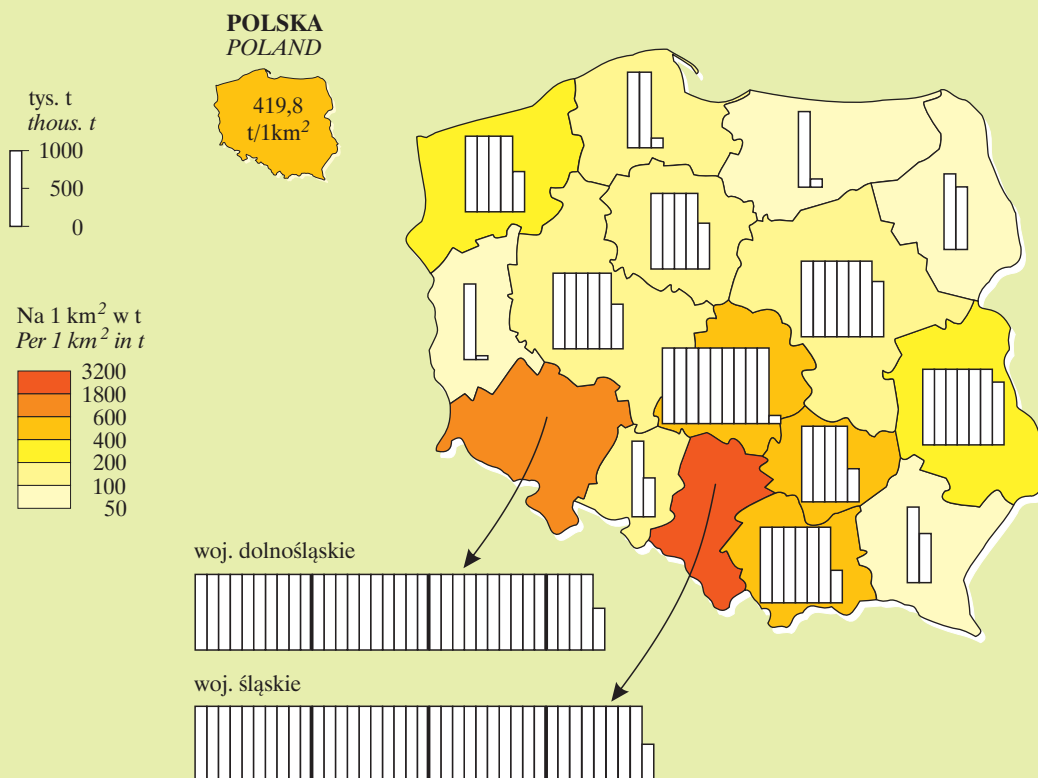 POLSKA
POLAND
419,8
t/1km²
tys. t
thous. t
1000
500
0
Na 1 km² w t
Per 1 km² in t
3200
1800
600
400
200
100
50
woj. dolnośląskie
woj. śląskie